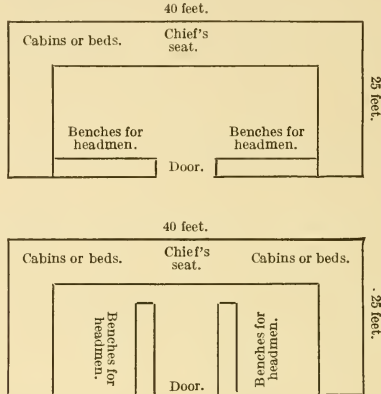 40 feet.
Cabins or beds.
Chief's
seat.
25 feet.
Benches for
headmen.
Benches for
headmen.
Door.
40 feet.
Cabins or beds.
Chief's
seat.
Cabins or beds.
25 feet.
Benches for
headmen.
Benches for
headmen.
Door.